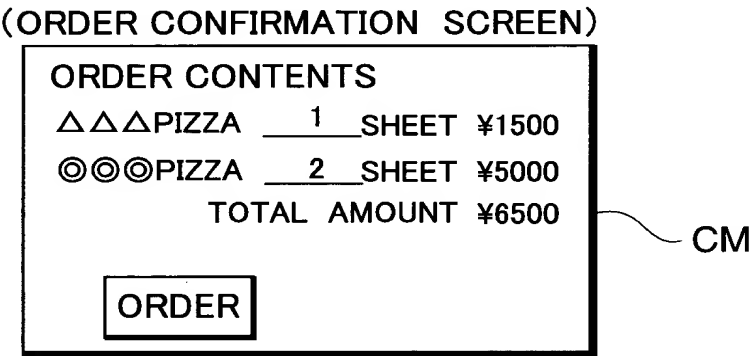 (ORDER CONFIRMATION SCREEN)
ORDER CONTENTS
△△△PIZZA 1 SHEET ¥1500
◎◎◎PIZZA 2 SHEET ¥5000
TOTAL AMOUNT ¥6500
CM
ORDER